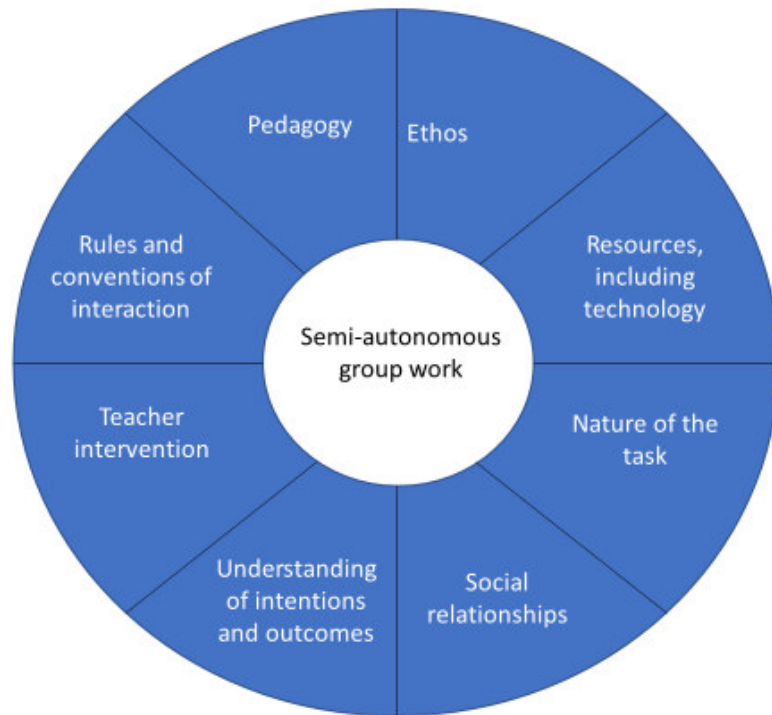 Pedagogy
Ethos
Resources,
including
technology
Nature of the
task
Social
relationships
Understanding
of intentions
and outcomes
Teacher
intervention
Rules and
conventions of
interaction
Semi-autonomous
group work